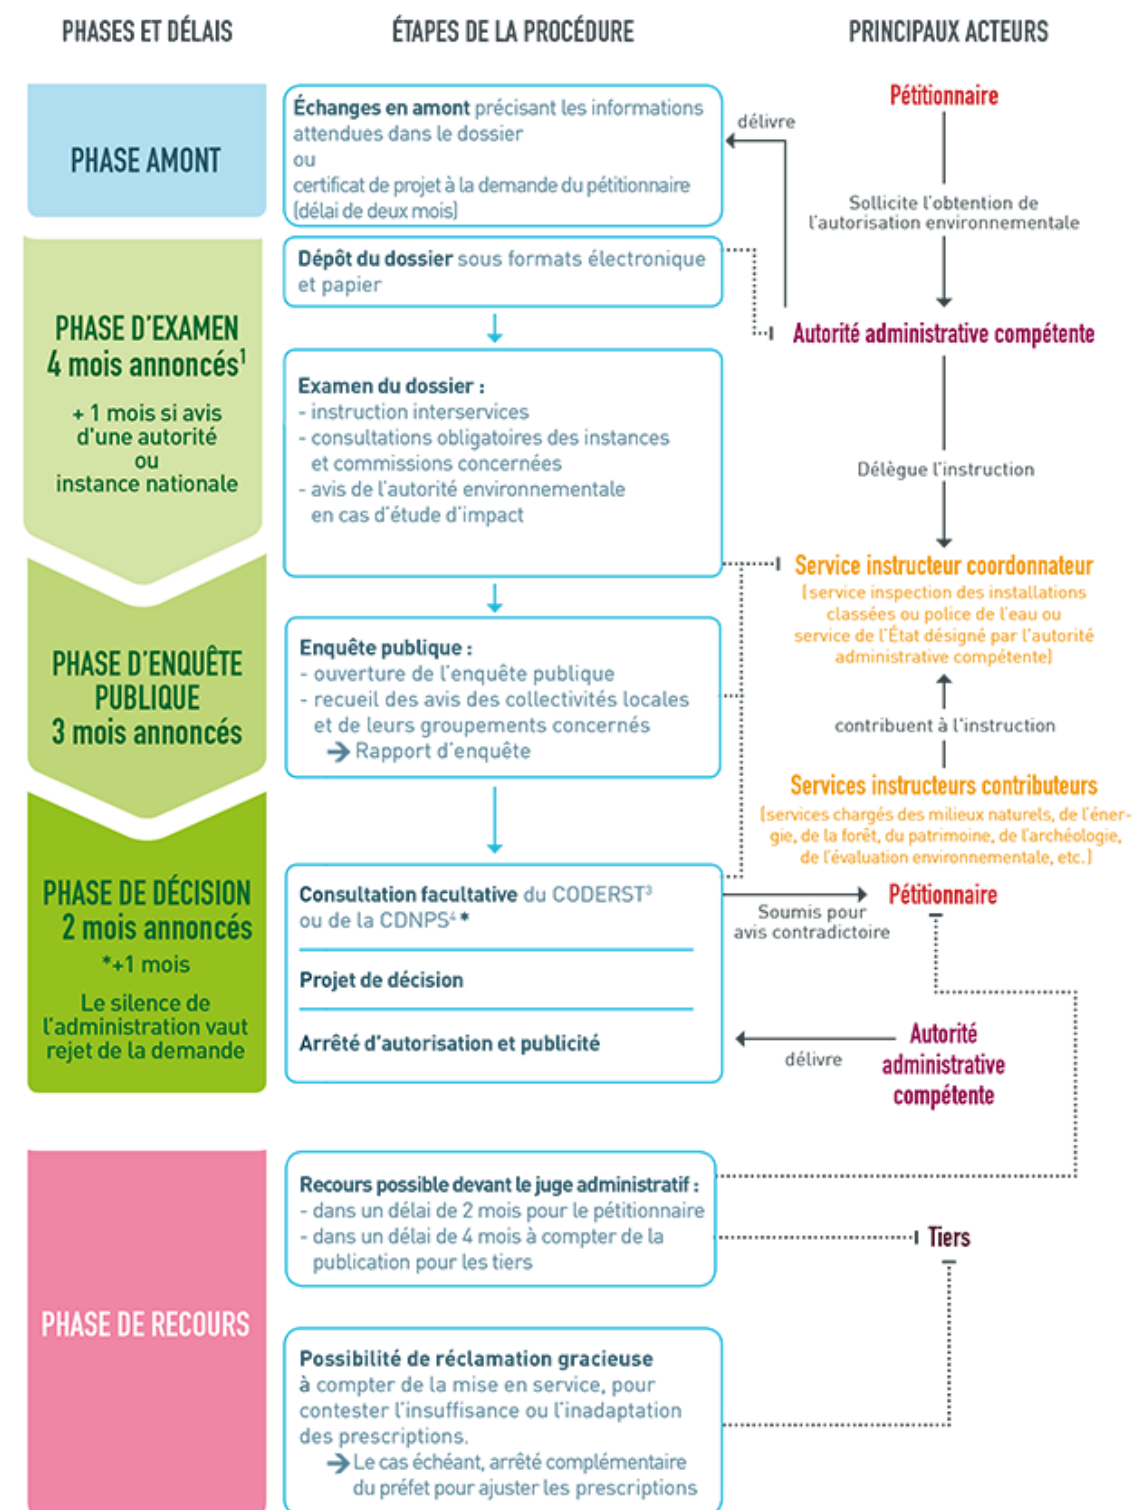 PHASES ET DÉLAIS
ÉTAPES DE LA PROCÉDURE
PRINCIPAUX ACTEURS
PHASE AMONT
Échanges en amont précisant les informations
attendues dans le dossier
ou
certificat de projet à la demande du pétitionnaire
(délai de deux mois)
délivre
Pétitionnaire
Sollicite l'obtention de
l'autorisation environnementale
PHASE D'EXAMEN
4 mois annoncés¹
+ 1 mois si avis
d'une autorité
ou
instance nationale
Dépôt du dossier sous formats électronique
et papier
Autorité administrative compétente
Examen du dossier :
- instruction interservices
- consultations obligatoires des instances
et commissions concernées
- avis de l'autorité environnementale
en cas d'étude d'impact
Délègue l'instruction
Service instructeur coordonnateur
(service inspection des installations
classées ou police de l'eau ou
service de l'État désigné par l'autorité
administrative compétente)
PHASE D'ENQUÊTE
PUBLIQUE
3 mois annoncés
Enquête publique :
- ouverture de l'enquête publique
- recueil des avis des collectivités locales
et de leurs groupements concernés
→ Rapport d'enquête
contribuent à l'instruction
Services instructeurs contributeurs
(services chargés des milieux naturels, de l'éner-
gie, de la forêt, du patrimoine, de l'archéologie,
de l'évaluation environnementale, etc.)
PHASE DE DÉCISION
2 mois annoncés
*+1 mois
Le silence de
l'administration vaut
rejet de la demande
Consultation facultative du CODERST³
ou de la CDNPS⁴ *
Projet de décision
Arrêté d'autorisation et publicité
Soumis pour
avis contradictoire
Pétitionnaire
délivre
Autorité
administrative
compétente
PHASE DE RECOURS
Recours possible devant le juge administratif :
- dans un délai de 2 mois pour le pétitionnaire
- dans un délai de 4 mois à compter de la
publication pour les tiers
Tiers
Possibilité de réclamation gracieuse
à compter de la mise en service, pour
contester l'insuffisance ou l'inadaptation
des prescriptions.
→ Le cas échéant, arrêté complémentaire
du préfet pour ajuster les prescriptions